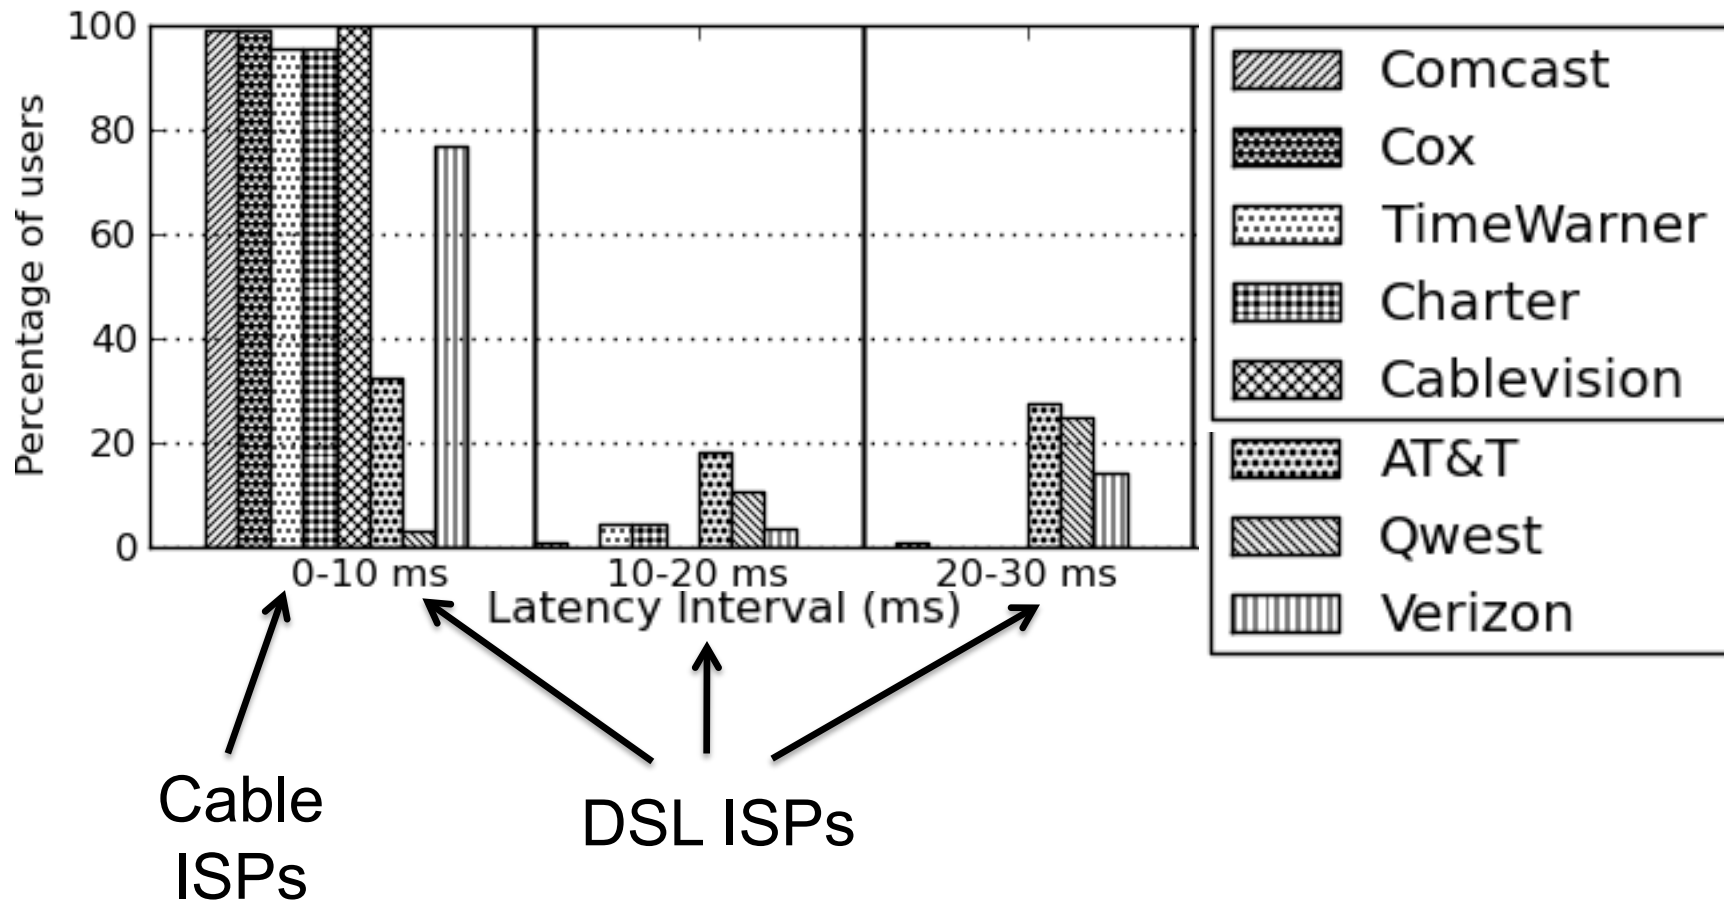 Percentage of users
100
80
60
40
20
0
0-10 ms
10-20 ms
20-30 ms
Latency Interval (ms)
Comcast
Cox
TimeWarner
Charter
Cablevision
AT&T
Qwest
Verizon
Cable
ISPs
DSL ISPs